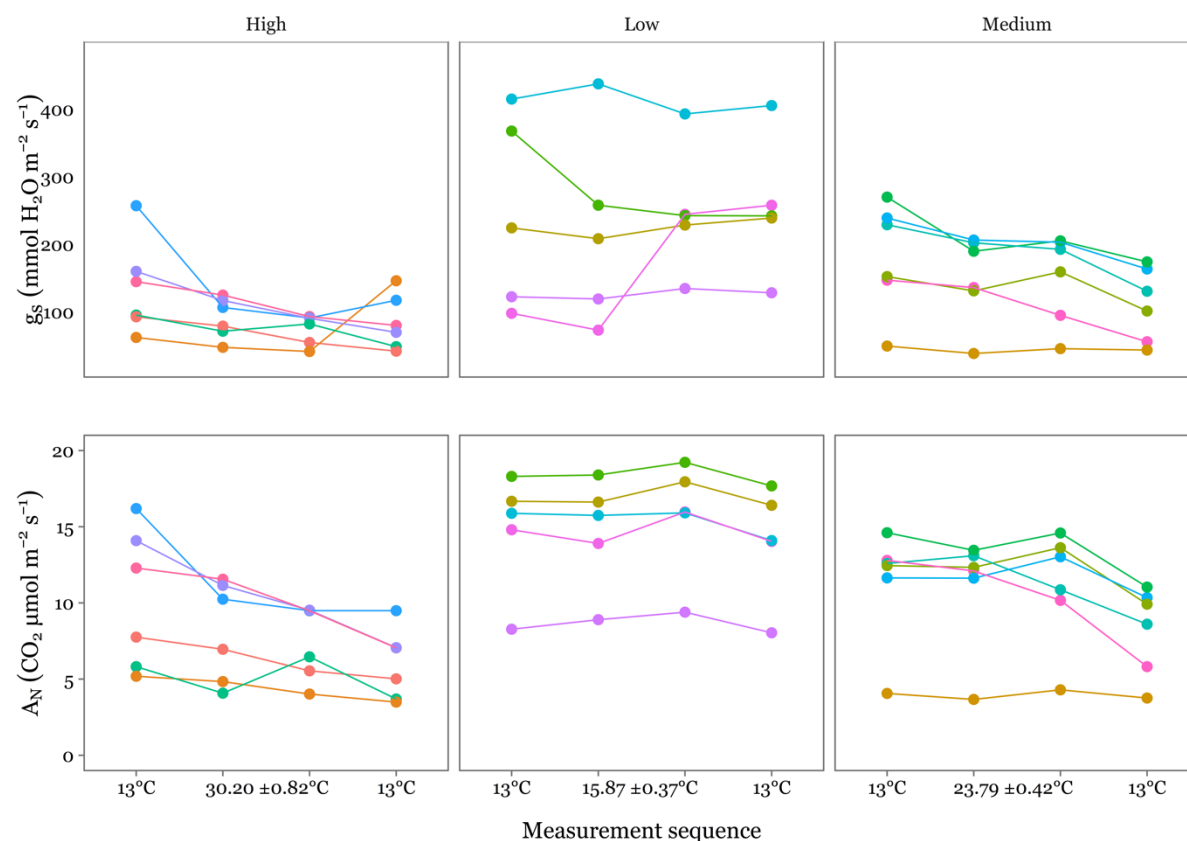 High Low Medium
gs (mmol H₂O m⁻² s⁻¹)
400
300
200
100
A_N (CO₂ µmol m⁻² s⁻¹)
20
15
10
5
0
13°C 30.20 ±0.82°C 13°C 13°C 15.87 ±0.37°C 13°C 13°C 23.79 ±0.42°C 13°C
Measurement sequence